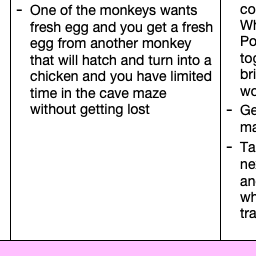 - One of the monkeys wants
fresh egg and you get a fresh
egg from another monkey
that will hatch and turn into a
chicken and you have limited
time in the cave maze
without getting lost